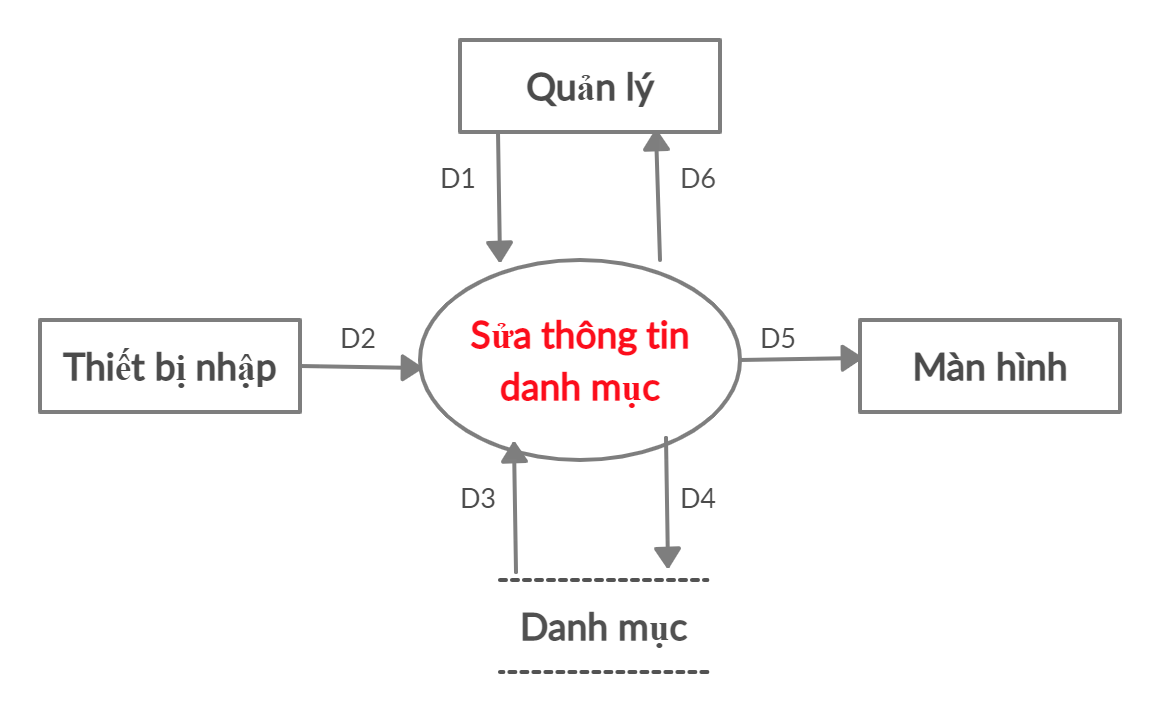 Quản lý
D1
D6
Sửa thông tin
danh mục
Thiết bị nhập
D2
D5
Màn hình
D3
D4
Danh mục